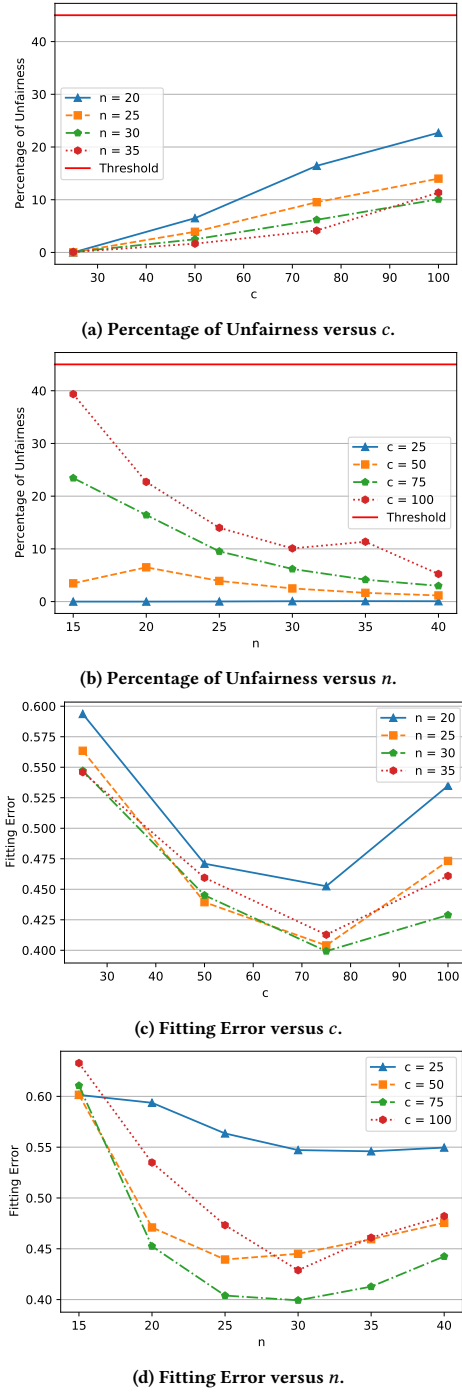 40
30
20
10
0
Percentage of Unfairness
n = 20
n = 25
n = 30
n = 35
Threshold
30 40 50 60 70 80 90 100
c
(a) Percentage of Unfairness versus c.
40
30
20
10
0
Percentage of Unfairness
c = 25
c = 50
c = 75
c = 100
Threshold
15 20 25 30 35 40
n
(b) Percentage of Unfairness versus n.
0.600
0.575
0.550
0.525
0.500
0.475
0.450
0.425
0.400
Fitting Error
n = 20
n = 25
n = 30
n = 35
30 40 50 60 70 80 90 100
c
(c) Fitting Error versus c.
0.60
0.55
0.50
0.45
0.40
Fitting Error
c = 25
c = 50
c = 75
c = 100
15 20 25 30 35 40
n
(d) Fitting Error versus n.